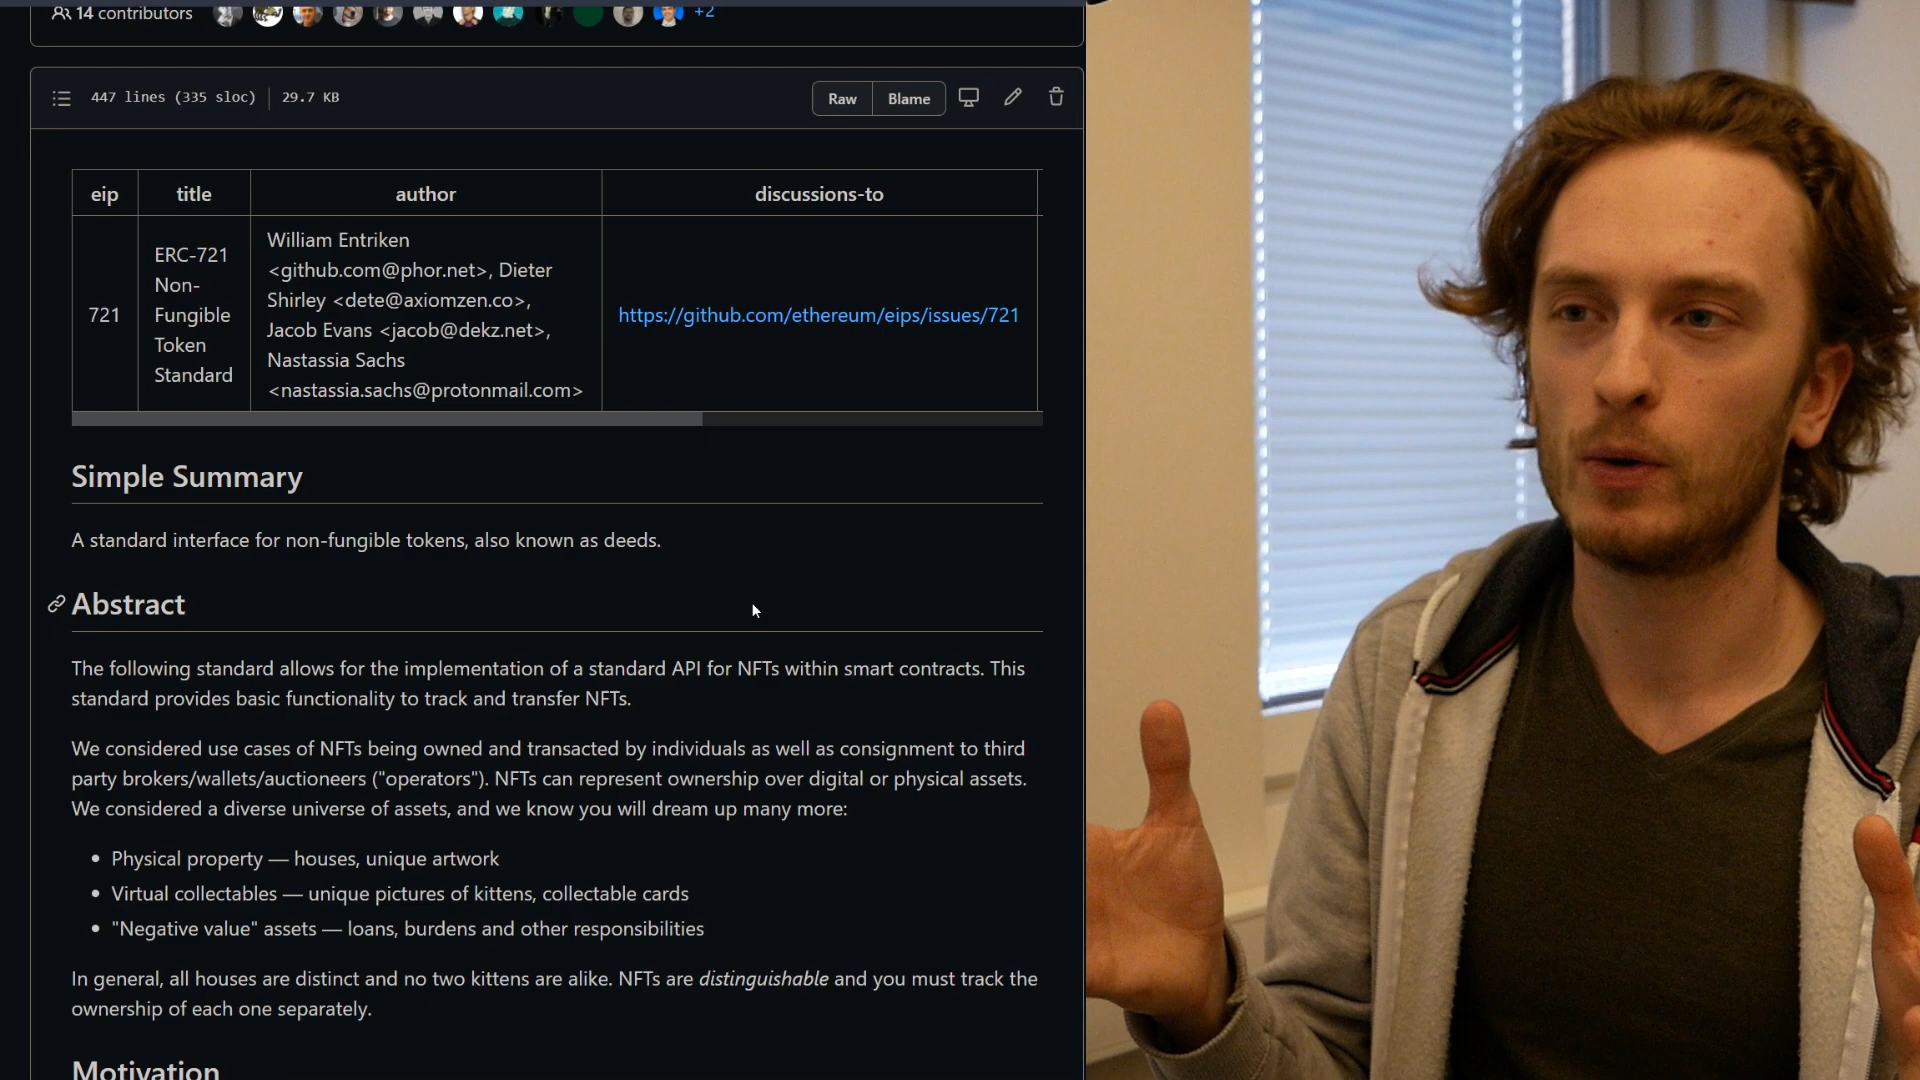 14 contributors +2
447 lines (335 sloc) 29.7 KB Raw Blame
eip title author discussions-to
721
ERC-721
Non-
Fungible
Token
Standard
William Entriken
<github.com@phor.net>, Dieter
Shirley <dete@axiomzen.co>,
Jacob Evans <jacob@dekz.net>,
Nastassia Sachs
<nastassia.sachs@protonmail.com>
https://github.com/ethereum/eips/issues/721
Simple Summary
A standard interface for non-fungible tokens, also known as deeds.
Abstract
The following standard allows for the implementation of a standard API for NFTs within smart contracts. This
standard provides basic functionality to track and transfer NFTs.
We considered use cases of NFTs being owned and transacted by individuals as well as consignment to third
party brokers/wallets/auctioneers ("operators"). NFTs can represent ownership over digital or physical assets.
We considered a diverse universe of assets, and we know you will dream up many more:
• Physical property — houses, unique artwork
• Virtual collectables — unique pictures of kittens, collectable cards
• "Negative value" assets — loans, burdens and other responsibilities
In general, all houses are distinct and no two kittens are alike. NFTs are distinguishable and you must track the
ownership of each one separately.
Motivation